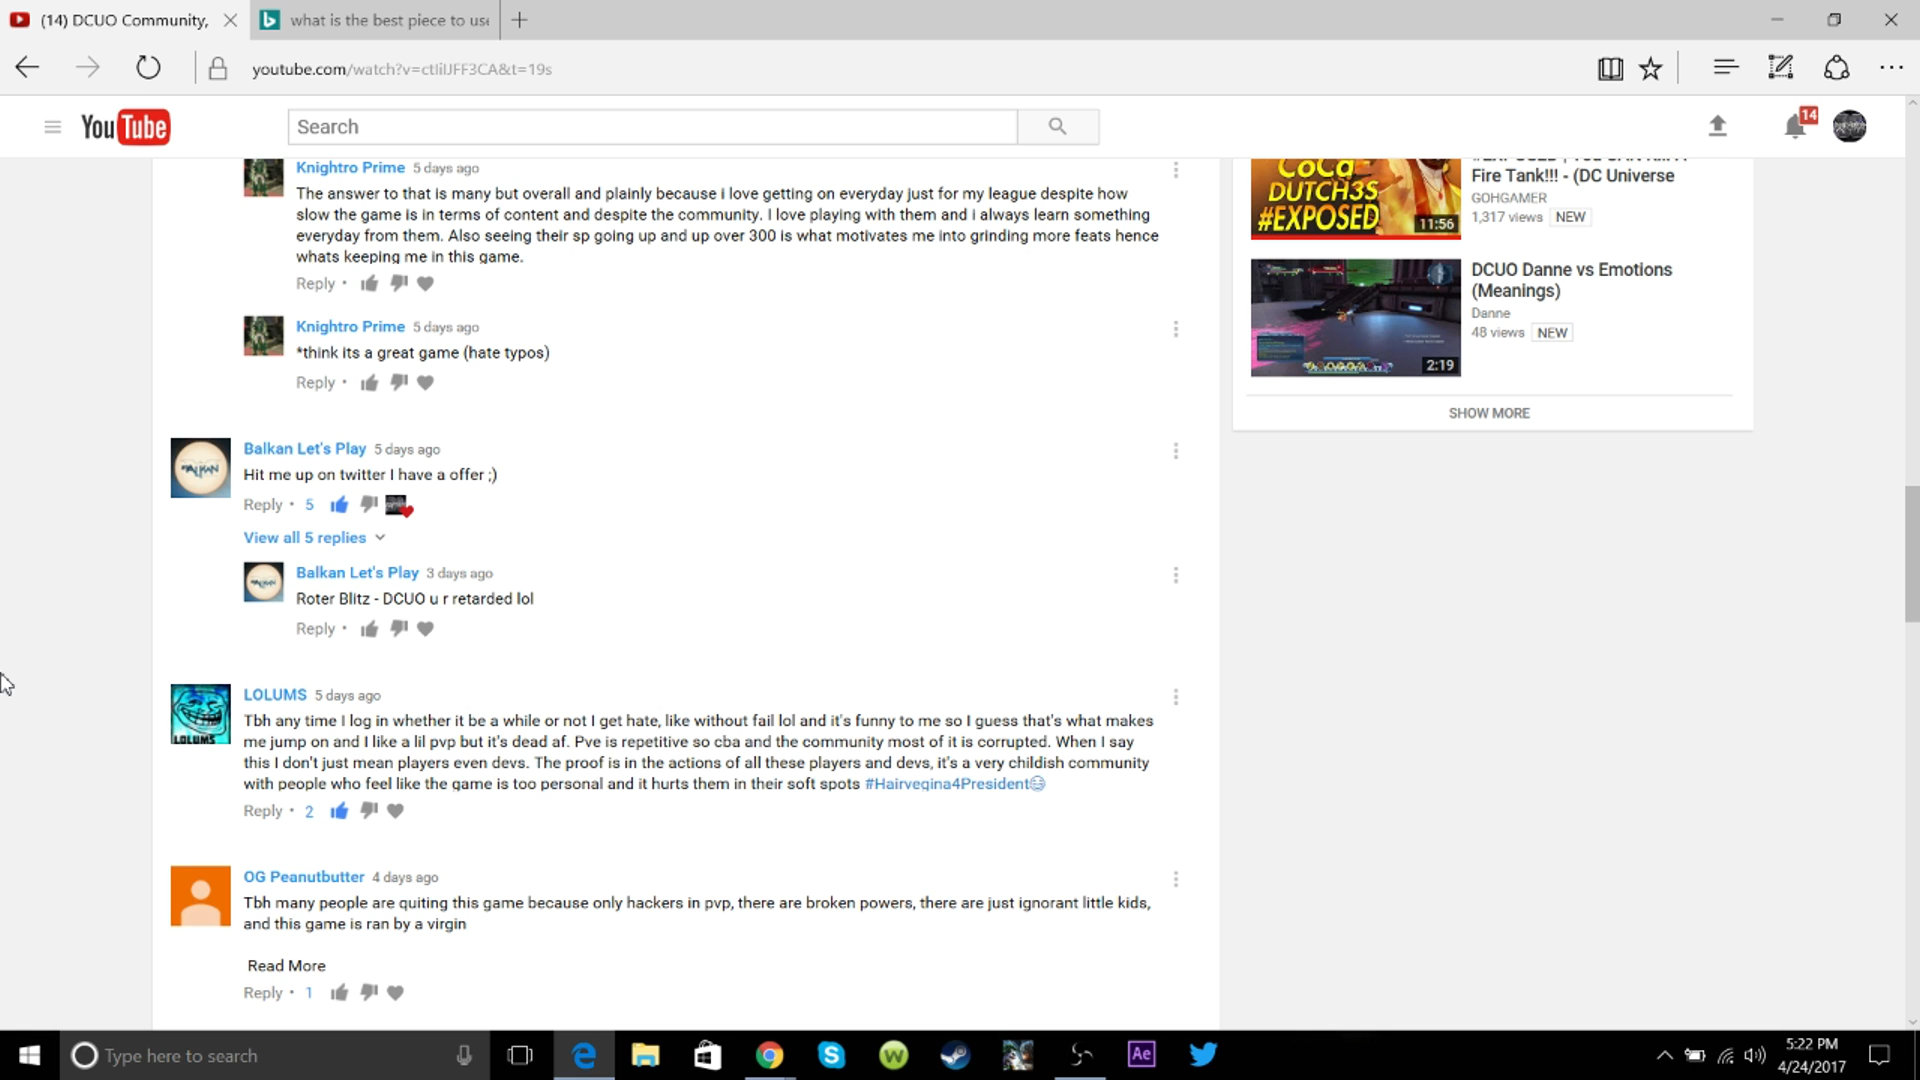 (14) DCUO Community,
what is the best piece to use
youtube.com/watch?v=ctIiIJFF3CA&t=19s
YouTube
Search
14
Knightro Prime 5 days ago
The answer to that is many but overall and plainly because i love getting on everyday just for my league despite how
slow the game is in terms of content and despite the community. I love playing with them and i always learn something
everyday from them. Also seeing their sp going up and up over 300 is what motivates me into grinding more feats hence
whats keeping me in this game.
Reply •
Knightro Prime 5 days ago
*think its a great game (hate typos)
Reply •
Balkan Let's Play 5 days ago
Hit me up on twitter I have a offer ;)
Reply • 5
View all 5 replies
Balkan Let's Play 3 days ago
Roter Blitz - DCUO u r retarded lol
Reply •
LOLUMS 5 days ago
LOLUMS
Tbh any time I log in whether it be a while or not I get hate, like without fail lol and it's funny to me so I guess that's what makes
me jump on and I like a lil pvp but it's dead af. Pve is repetitive so cba and the community most of it is corrupted. When I say
this I don't just mean players even devs. The proof is in the actions of all these players and devs, it's a very childish community
with people who feel like the game is too personal and it hurts them in their soft spots #Hairvegina4President😂
Reply • 2
OG Peanutbutter 4 days ago
Tbh many people are quiting this game because only hackers in pvp, there are broken powers, there are just ignorant little kids,
and this game is ran by a virgin
Read More
Reply • 1
CoCa
DUTCH3S
#EXPOSED
11:56
Fire Tank!!! - (DC Universe
GOHGAMER
1,317 views NEW
DCUO Danne vs Emotions
(Meanings)
Danne
48 views NEW
2:19
SHOW MORE
Type here to search
Ae
5:22 PM
4/24/2017